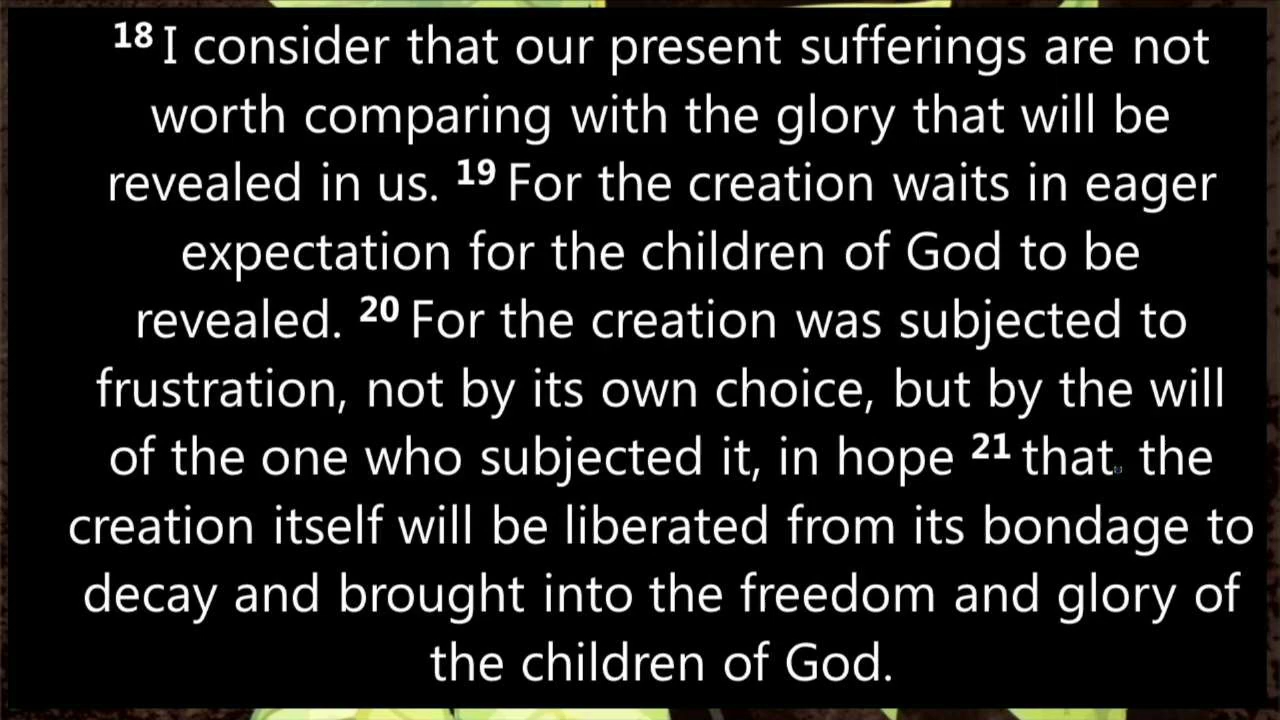 18 I consider that our present sufferings are not
worth comparing with the glory that will be
revealed in us. 19 For the creation waits in eager
expectation for the children of God to be
revealed. 20 For the creation was subjected to
frustration, not by its own choice, but by the will
of the one who subjected it, in hope 21 that the
creation itself will be liberated from its bondage to
decay and brought into the freedom and glory of
the children of God.